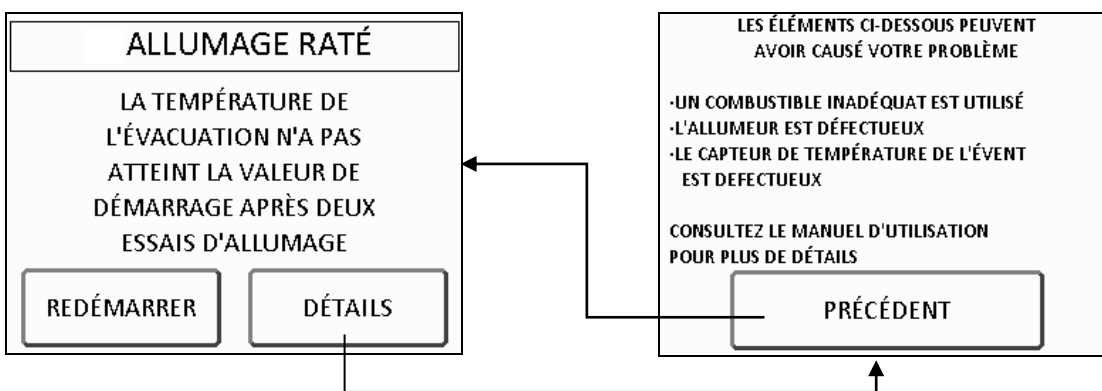 ALLUMAGE RATÉ
LA TEMPÉRATURE DE
L'ÉVACUATION N'A PAS
ATTEINT LA VALEUR DE
DÉMARRAGE APRÈS DEUX
ESSAIS D'ALLUMAGE
REDÉMARRER
DÉTAILS
LES ÉLÉMENTS CI-DESSOUS PEUVENT
AVOIR CAUSÉ VOTRE PROBLÈME
·UN COMBUSTIBLE INADÉQUAT EST UTILISÉ
·L'ALLUMEUR EST DÉFECTUEUX
·LE CAPTEUR DE TEMPÉRATURE DE L'ÉVENT
EST DEFECTUEUX
CONSULTEZ LE MANUEL D'UTILISATION
POUR PLUS DE DÉTAILS
PRÉCÉDENT